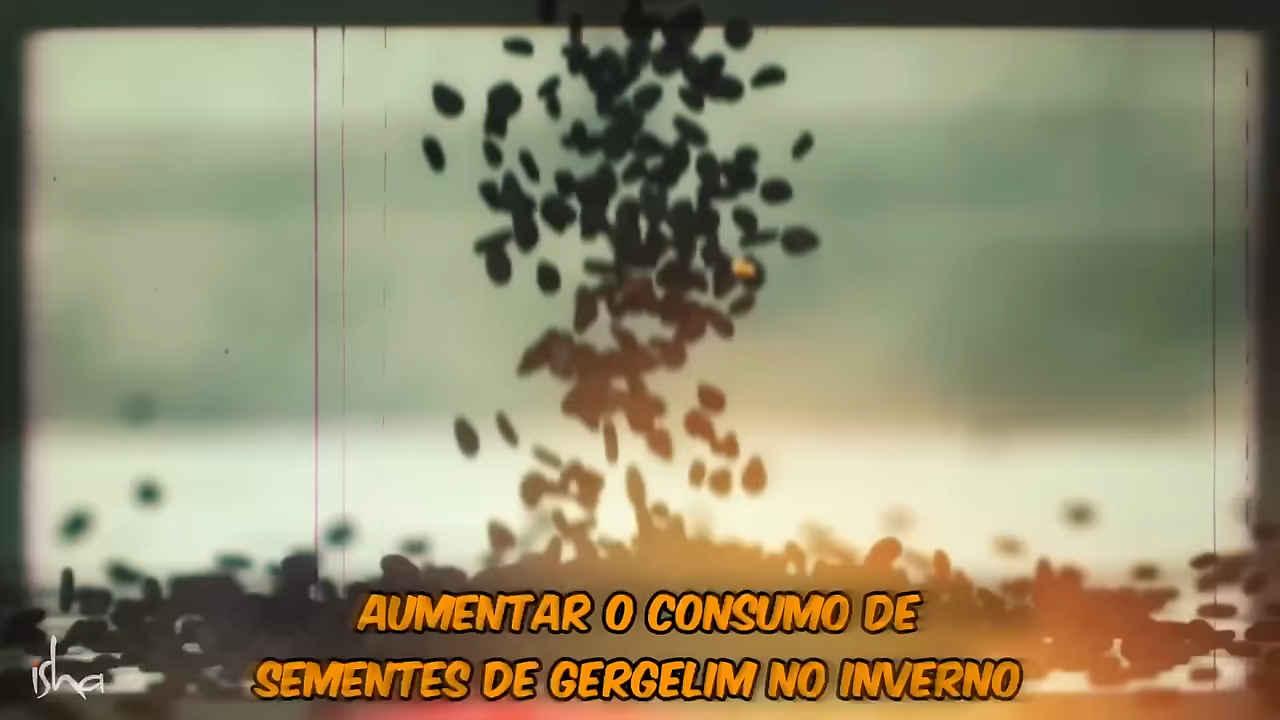 AUMENTAR O CONSUMO DE
SEMENTES DE GERGELIM NO INVERNO
isha